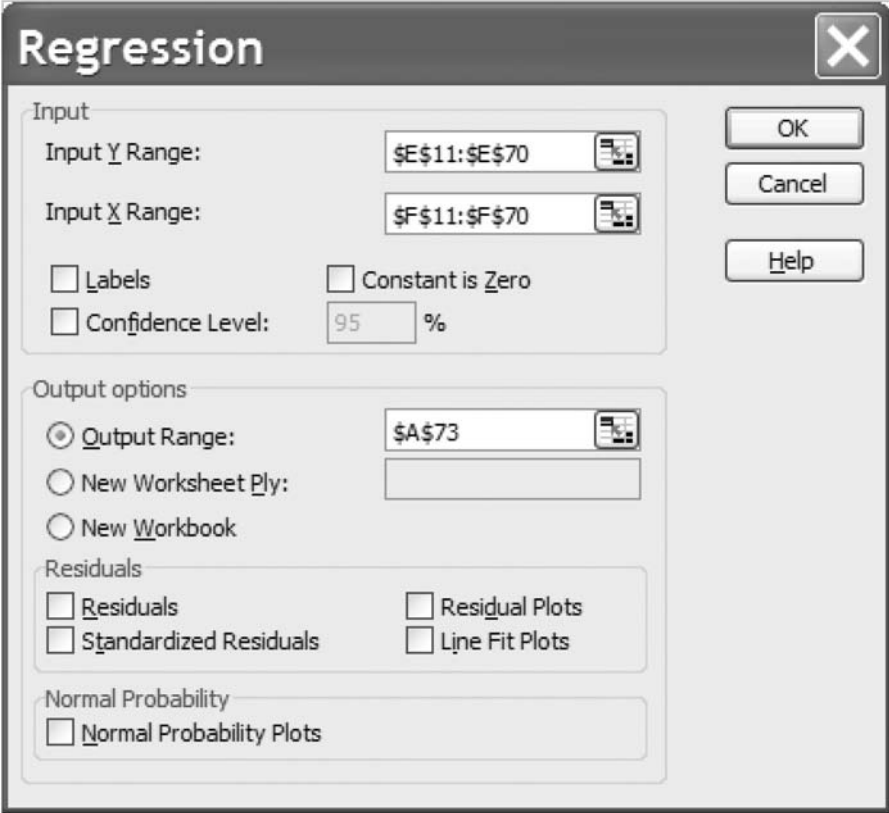 Regression
Input
Input Y Range: $E$11:$E$70
Input X Range: $F$11:$F$70
Labels Constant is Zero
Confidence Level: 95 %
OK
Cancel
Help
Output options
Output Range: $A$73
New Worksheet Ply:
New Workbook
Residuals
Residuals Residual Plots
Standardized Residuals Line Fit Plots
Normal Probability
Normal Probability Plots